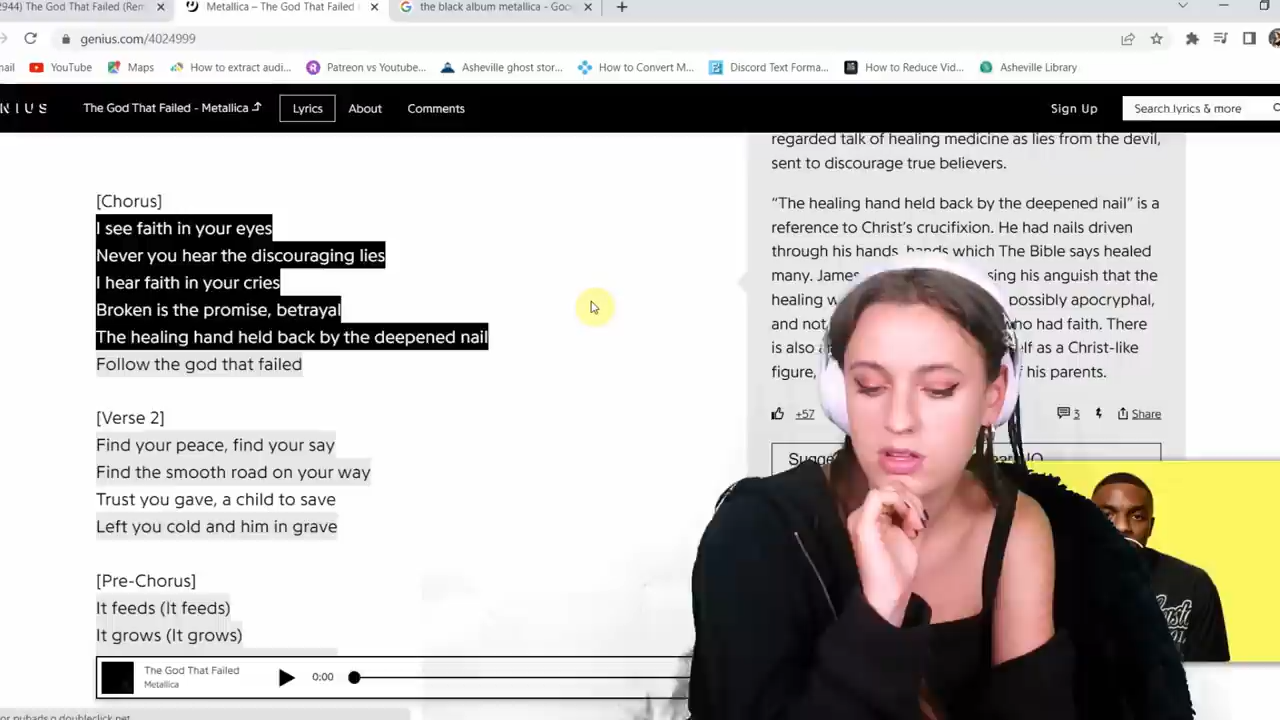 2944) The God That Failed (Rem
Metallica – The God That Failed
the black album metallica - Goo
genius.com/4024999
YouTube
Maps
How to extract audi...
Patreon vs Youtube...
Asheville ghost stor...
How to Convert M...
Discord Text Forma...
How to Reduce Vid...
Asheville Library
NIUS
The God That Failed - Metallica
Lyrics
About
Comments
Sign Up
Search lyrics & more
[Chorus]
I see faith in your eyes
Never you hear the discouraging lies
I hear faith in your cries
Broken is the promise, betrayal
The healing hand held back by the deepened nail
Follow the god that failed
[Verse 2]
Find your peace, find your say
Find the smooth road on your way
Trust you gave, a child to save
Left you cold and him in grave
[Pre-Chorus]
It feeds (It feeds)
It grows (It grows)
regarded talk of healing medicine as lies from the devil,
sent to discourage true believers.
“The healing hand held back by the deepened nail” is a
reference to Christ’s crucifixion. He had nails driven
through his hands, hands which The Bible says healed
many. James sing his anguish that the
healing possibly apocryphal,
and not who had faith. There
is also elf as a Christ-like
figure, f his parents.
+57
3
Share
The God That Failed
Metallica
0:00